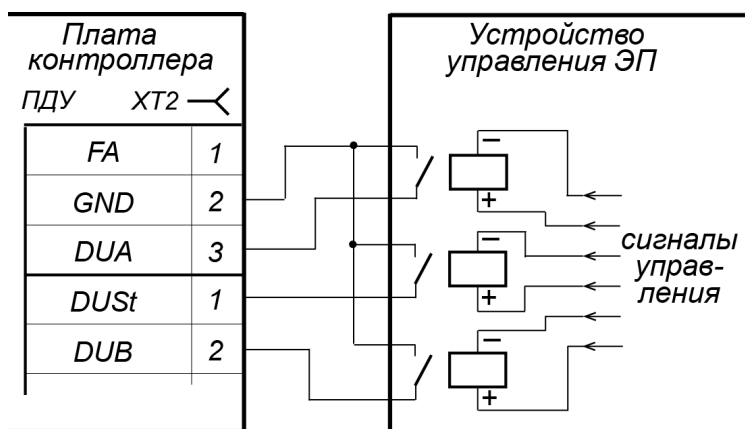 Плата
контроллера
ПДУ XT2
FA 1
GND 2
DUA 3
DUSt 1
DUB 2
Устройство
управления ЭП
−
+
−
+
−
+
сигналы
управ-
ления